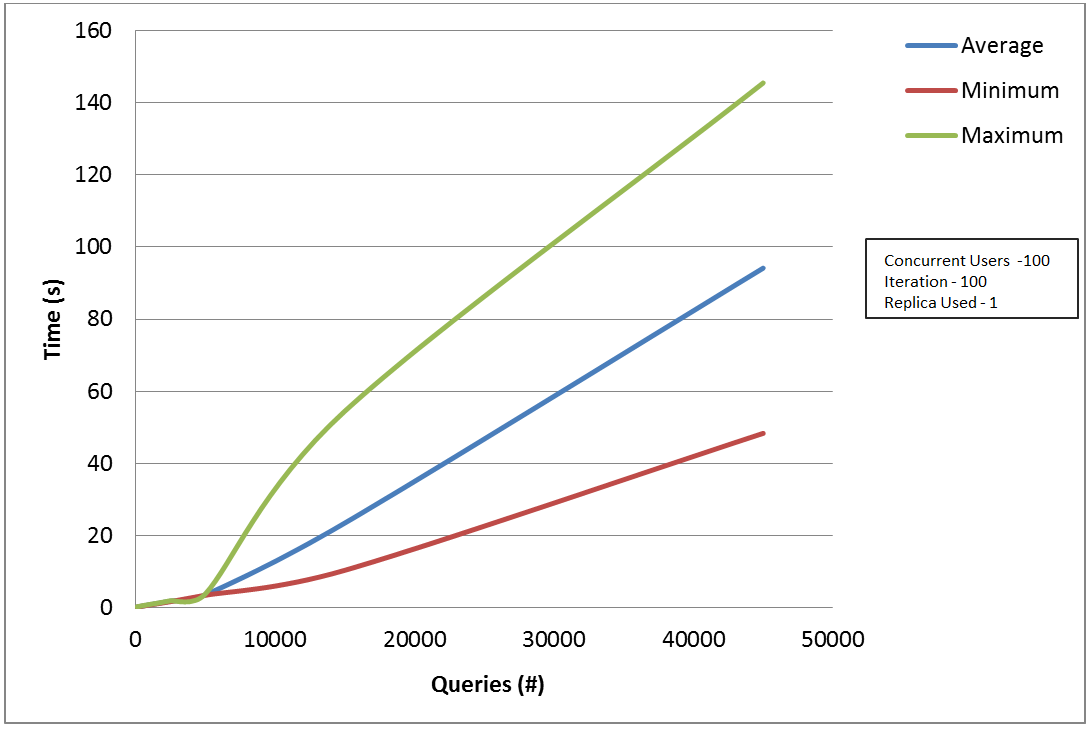 160
140
120
100
80
60
40
20
0
Time (s)
0 10000 20000 30000 40000 50000
Queries (#)
Average
Minimum
Maximum
Concurrent Users -100
Iteration - 100
Replica Used - 1